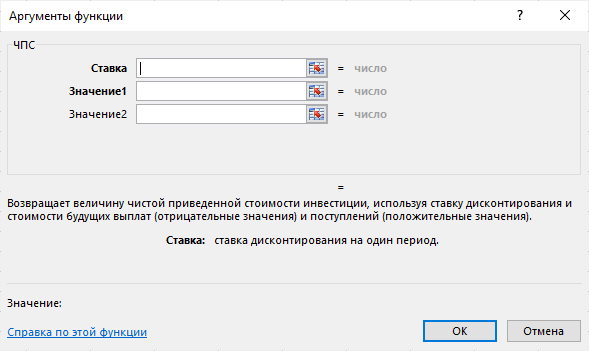 Аргументы функции
ЧПС
Ставка = число
Значение1 = число
Значение2 = число
=
Возвращает величину чистой приведенной стоимости инвестиции, используя ставку дисконтирования и
стоимости будущих выплат (отрицательные значения) и поступлений (положительные значения).
Ставка: ставка дисконтирования на один период.
Значение:
Справка по этой функции
ОК Отмена